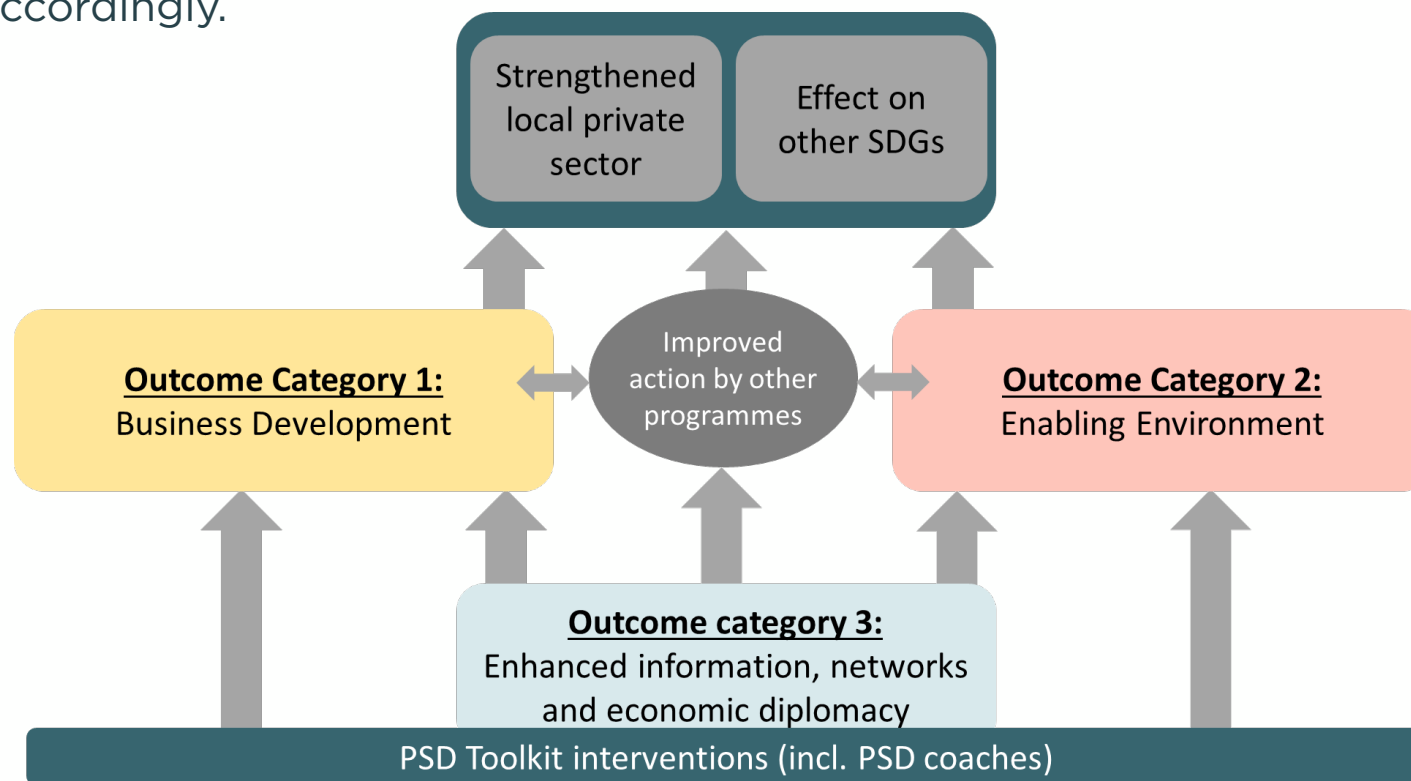 ccordingly.
Strengthened
local private
sector
Effect on
other SDGs
Improved
action by other
programmes
Outcome Category 1:
Business Development
Outcome Category 2:
Enabling Environment
Outcome category 3:
Enhanced information, networks
and economic diplomacy
PSD Toolkit interventions (incl. PSD coaches)